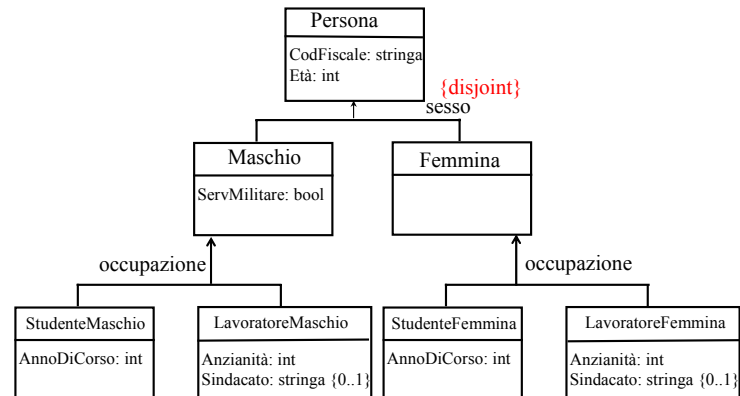 Persona
CodFiscale: stringa
Età: int
{disjoint}
sesso
Maschio
ServMilitare: bool
Femmina
occupazione
occupazione
StudenteMaschio
AnnoDiCorso: int
LavoratoreMaschio
Anzianità: int
Sindacato: stringa {0..1}
StudenteFemmina
AnnoDiCorso: int
LavoratoreFemmina
Anzianità: int
Sindacato: stringa {0..1}